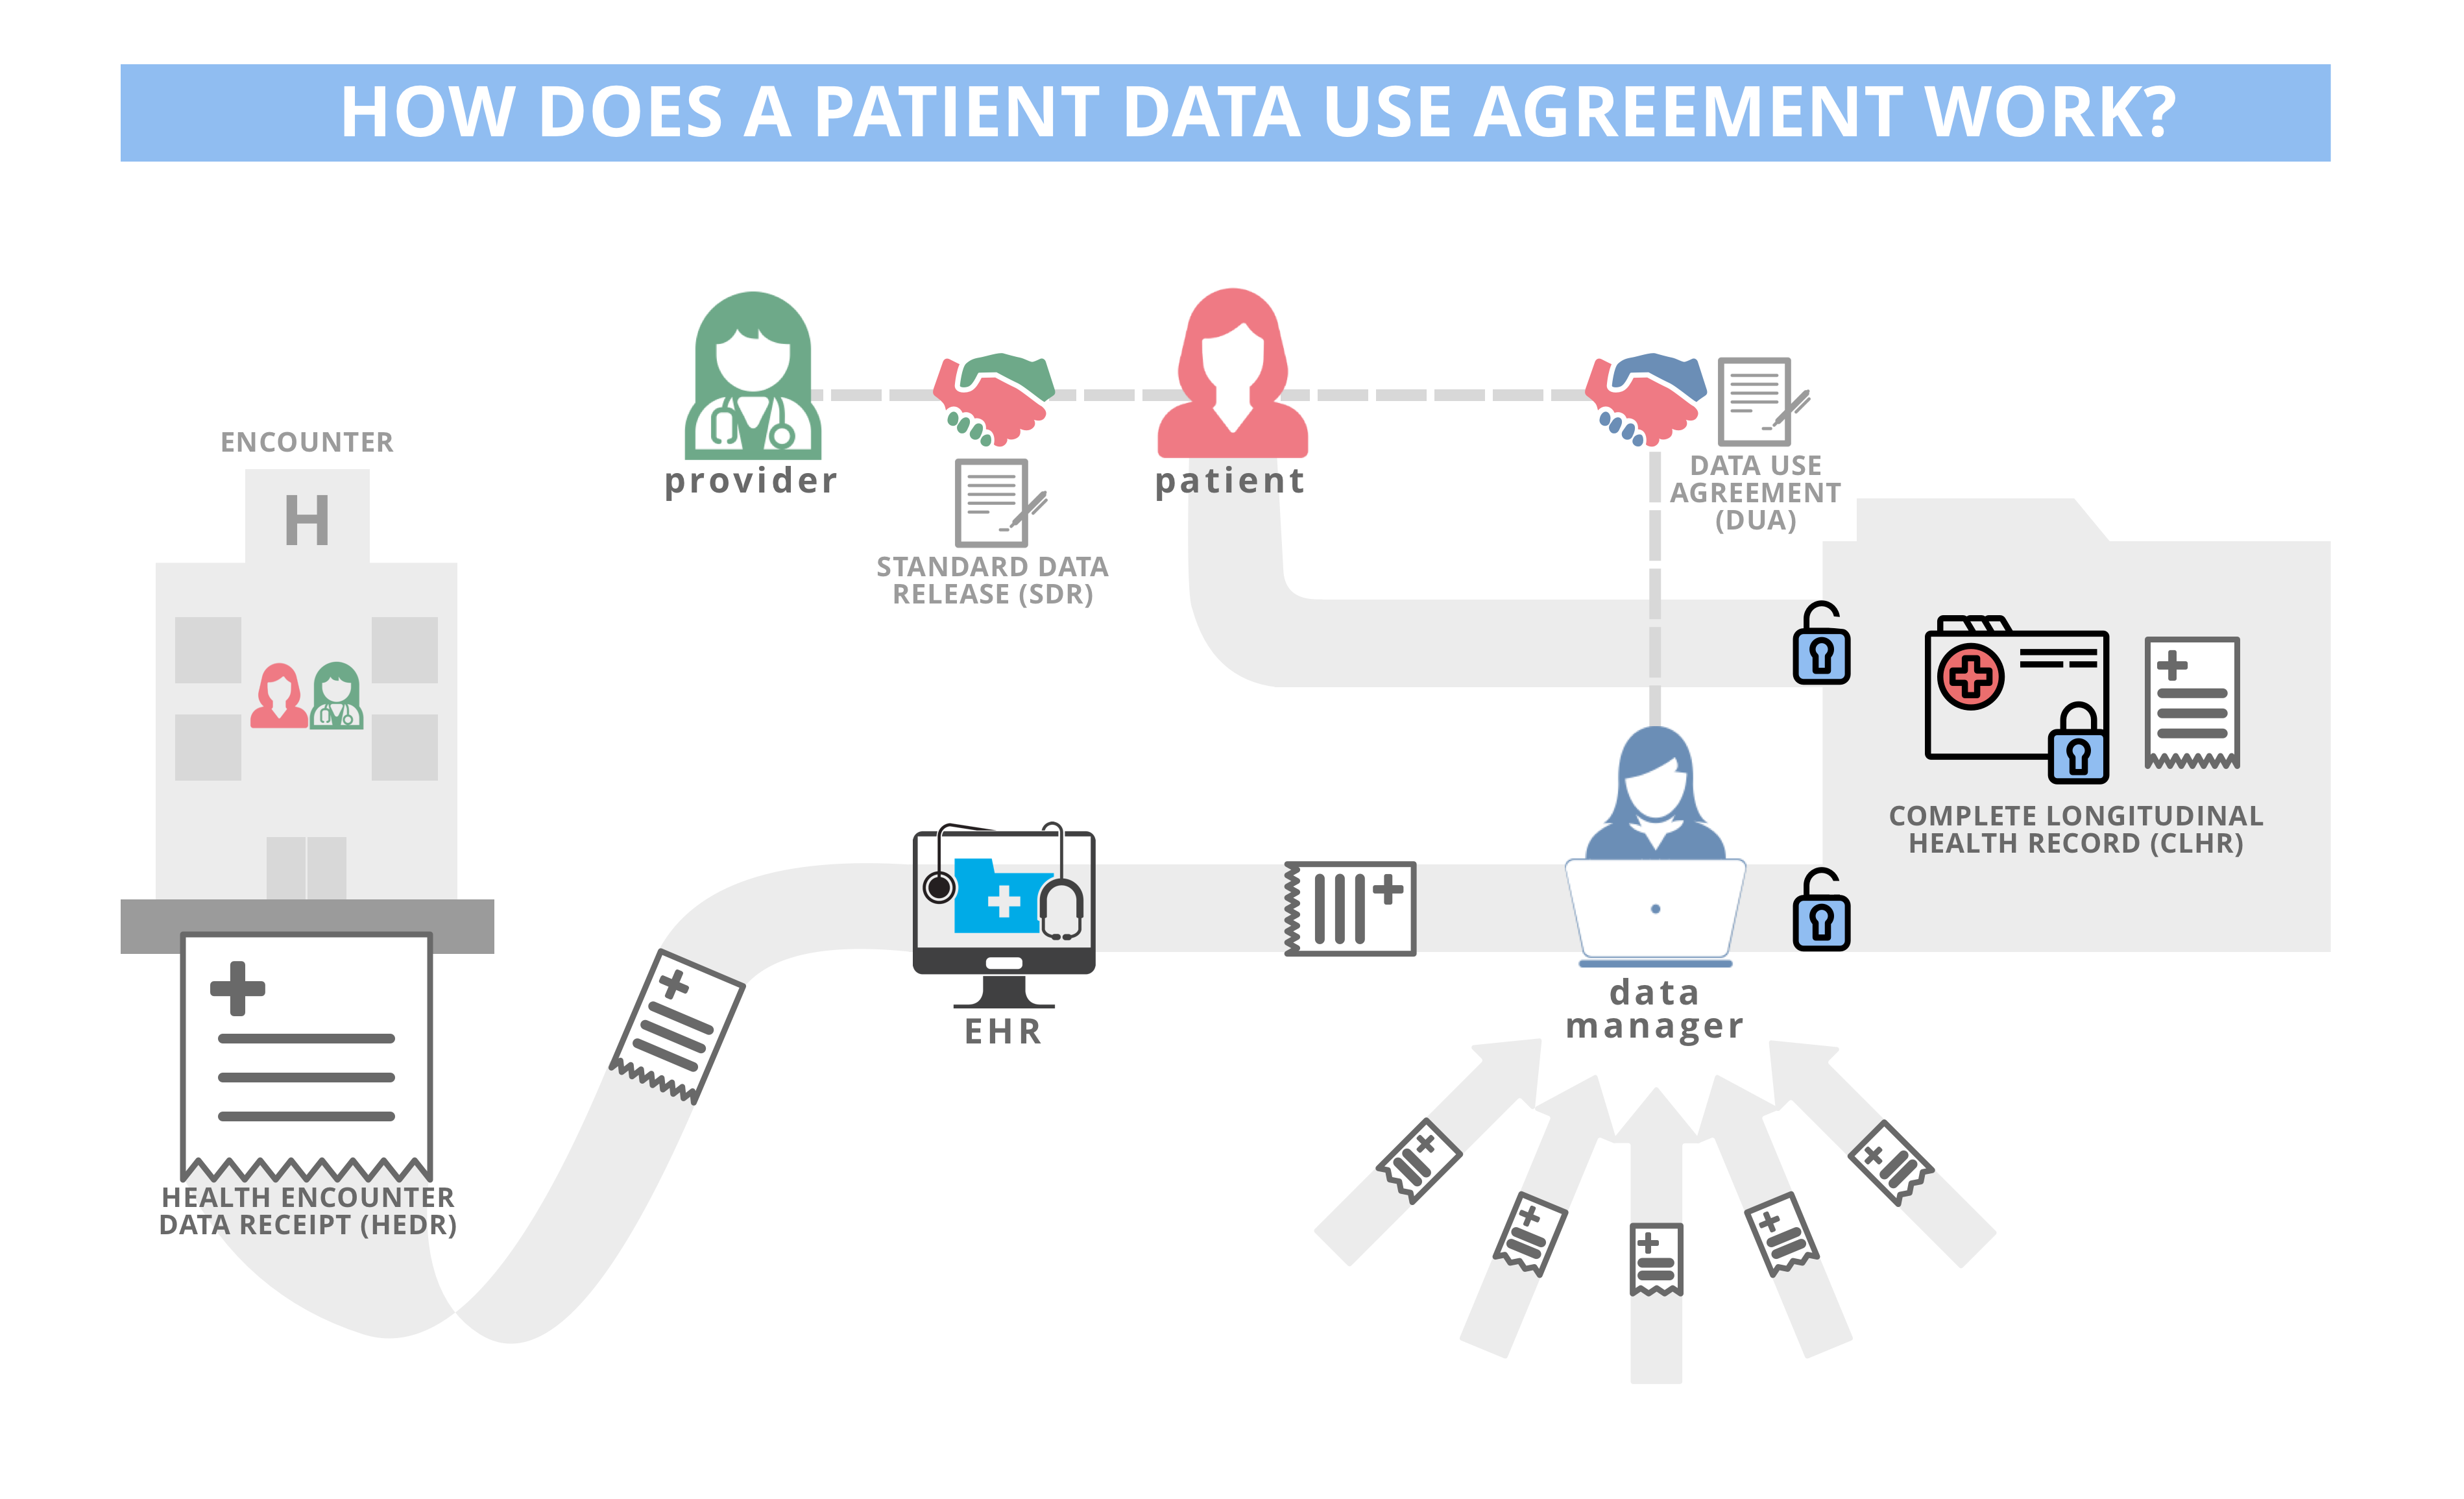 HOW DOES A PATIENT DATA USE AGREEMENT WORK?
ENCOUNTER
H
provider
STANDARD DATA
RELEASE (SDR)
patient
DATA USE
AGREEMENT
(DUA)
COMPLETE LONGITUDINAL
HEALTH RECORD (CLHR)
EHR
data
manager
HEALTH ENCOUNTER
DATA RECEIPT (HEDR)